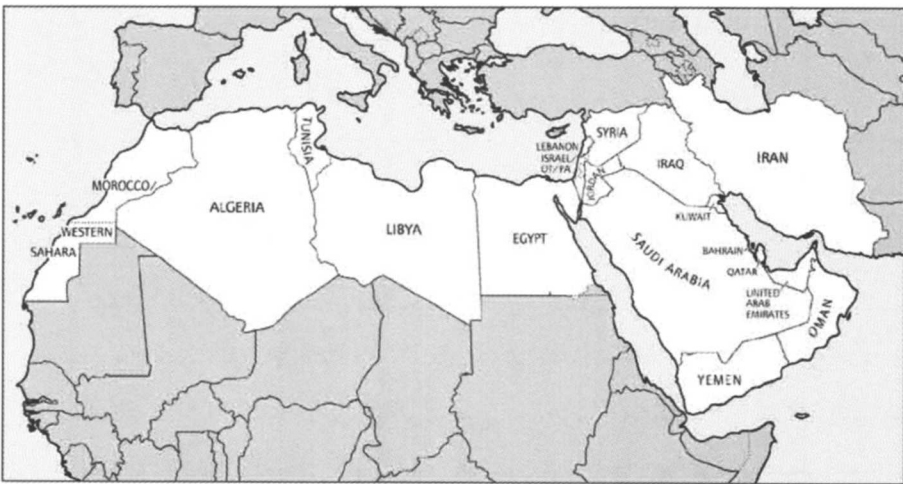 TUNISIA
MOROCCO/
WESTERN
SAHARA
ALGERIA
LIBYA
EGYPT
LEBANON
ISRAEL/
OT/PA
JORDAN
SYRIA
IRAQ
IRAN
KUWAIT
SAUDI ARABIA
BAHRAIN
QATAR
UNITED
ARAB
EMIRATES
OMAN
YEMEN